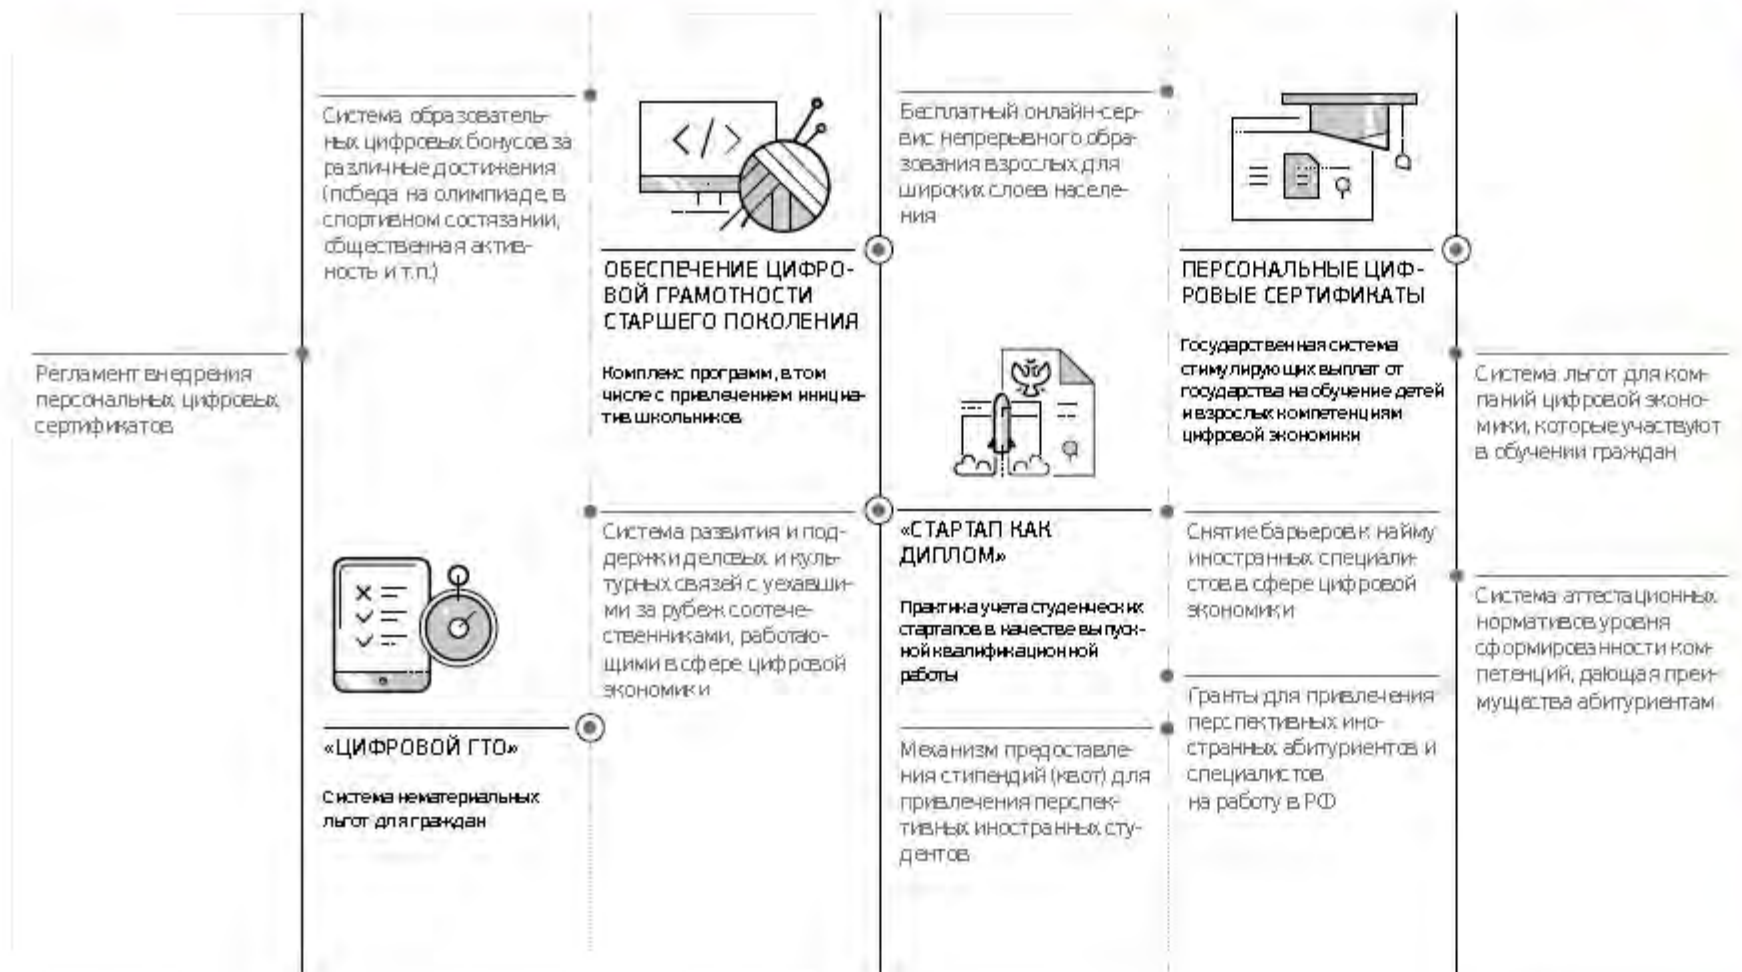 Регламент внедрения
персональных цифровых
сертификатов
Система образователь-
ных цифровых бонусов за
различные достижения
(победа на олимпиаде, в
спортивном состязании,
общественная актив-
ность и т.п.)
«ЦИФРОВОЙ ГТО»
Система нематериальных
льгот для граждан
</>
ОБЕСПЕЧЕНИЕ ЦИФРО-
ВОЙ ГРАМОТНОСТИ
СТАРШЕГО ПОКОЛЕНИЯ
Комплекс программ, в том
числе с привлечением инициа-
тив школьников
Система развития и под-
держки деловых и куль-
турных связей с уехавши-
ми за рубеж соотече-
ственниками, работаю-
щими в сфере цифровой
экономики
Бесплатный онлайн-сер-
вис непрерывного обра-
зования взрослых для
широких слоев населе-
ния
«СТАРТАП КАК
ДИПЛОМ»
Практика учета студенческих
стартапов в качестве выпуск-
ной квалификационной
работы
Механизм предоставле-
ния стипендий (квот) для
привлечения перспек-
тивных иностранных сту-
дентов
ПЕРСОНАЛЬНЫЕ ЦИФ-
РОВЫЕ СЕРТИФИКАТЫ
Государственная система
стимулирующих выплат от
государства на обучение детей
и взрослых компетенциям
цифровой экономики
Снятие барьеров к найму
иностранных специали-
стов в сфере цифровой
экономики
Гранты для привлечения
перспективных ино-
странных абитуриентов и
специалистов
на работу в РФ
Система льгот для ком-
паний цифровой эконо-
мики, которые участвуют
в обучении граждан
Система аттестационных
нормативов уровня
сформированности ком-
петенций, дающая преи-
мущества абитуриентам